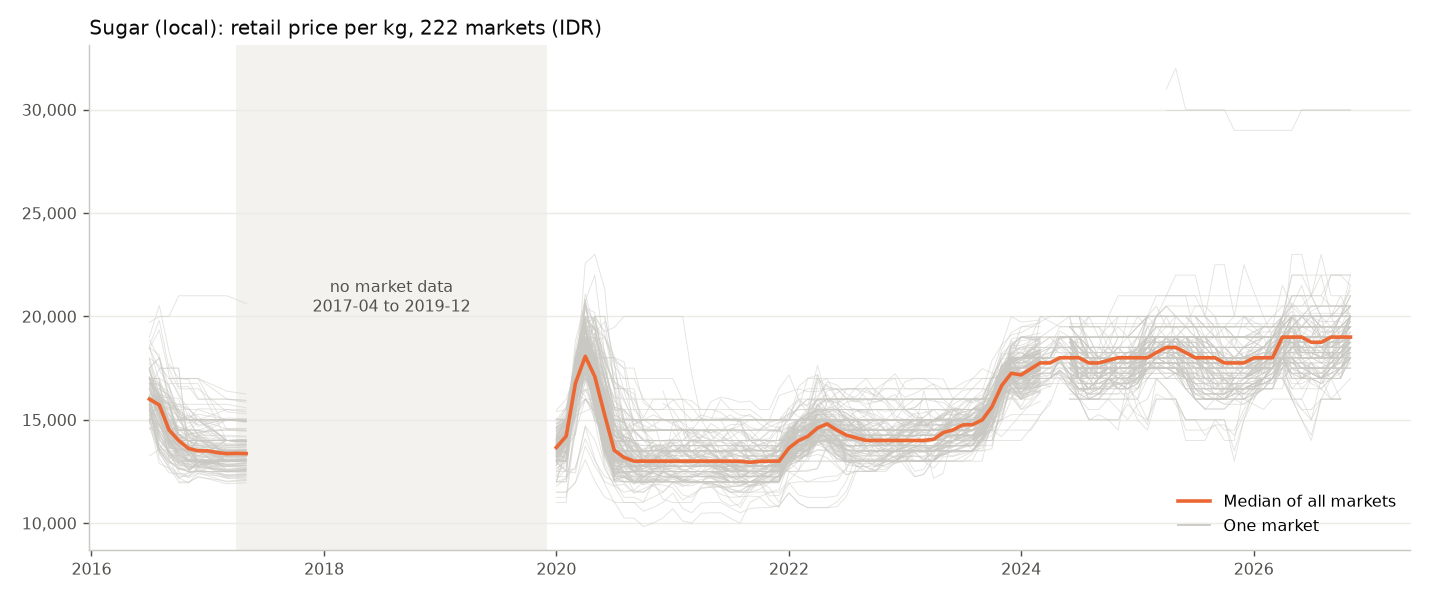 Sugar (local): retail price per kg, 222 markets (IDR)
30,000
25,000
20,000
15,000
10,000
no market data
2017-04 to 2019-12
Median of all markets
One market
2016
2018
2020
2022
2024
2026